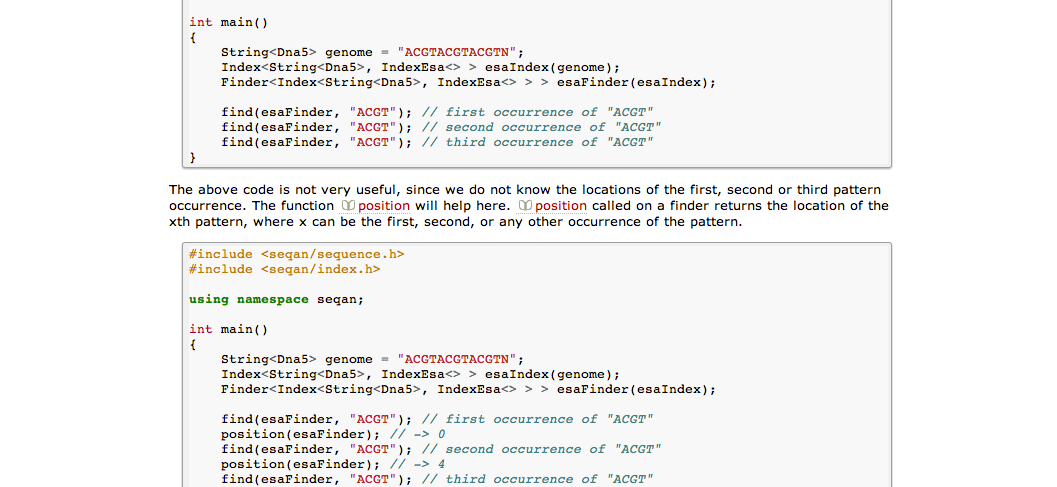 int main()
{
    String<Dna5> genome = "ACGTACGTACGTN";
    Index<String<Dna5>, IndexEsa<> > esaIndex(genome);
    Finder<Index<String<Dna5>, IndexEsa<> > > esaFinder(esaIndex);
    find(esaFinder, "ACGT"); // first occurrence of "ACGT"
    find(esaFinder, "ACGT"); // second occurrence of "ACGT"
    find(esaFinder, "ACGT"); // third occurrence of "ACGT"
}
The above code is not very useful, since we do not know the locations of the first, second or third pattern
occurrence. The function position will help here. position called on a finder returns the location of the
xth pattern, where x can be the first, second, or any other occurrence of the pattern.
#include <seqan/sequence.h>
#include <seqan/index.h>
using namespace seqan;
int main()
{
    String<Dna5> genome = "ACGTACGTACGTN";
    Index<String<Dna5>, IndexEsa<> > esaIndex(genome);
    Finder<Index<String<Dna5>, IndexEsa<> > > esaFinder(esaIndex);
    find(esaFinder, "ACGT"); // first occurrence of "ACGT"
    position(esaFinder); // -> 0
    find(esaFinder, "ACGT"); // second occurrence of "ACGT"
    position(esaFinder); // -> 4
    find(esaFinder, "ACGT"); // third occurrence of "ACGT"